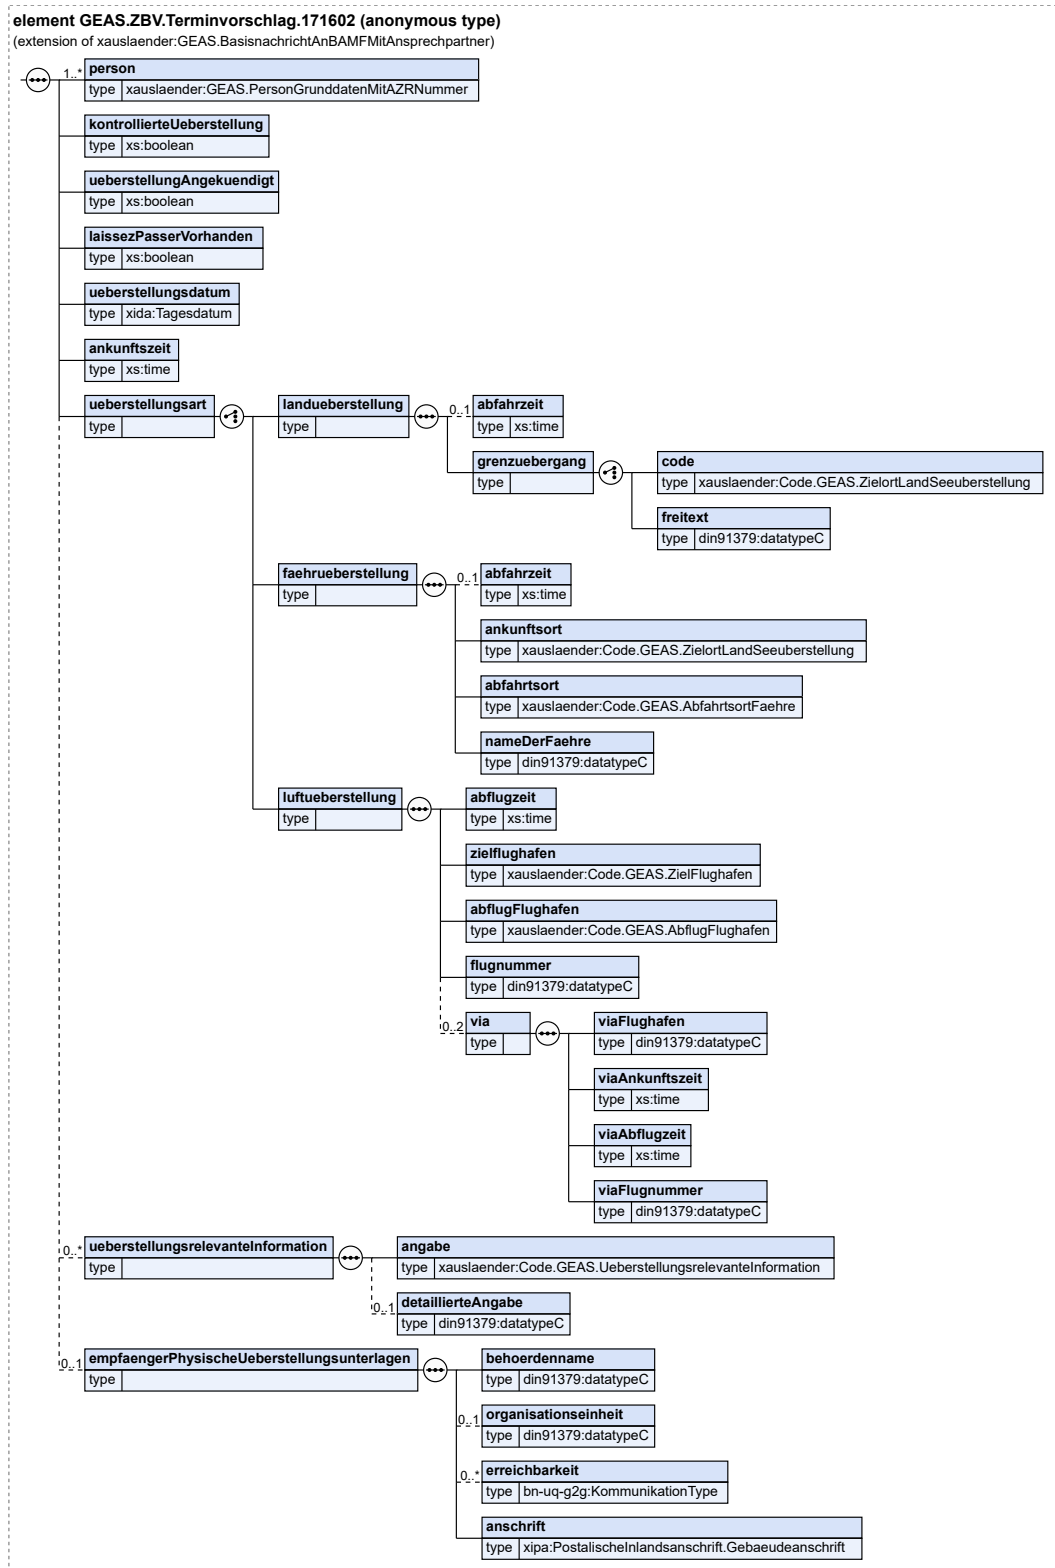 element GEAS.ZBV.Terminvorschlag.171602 (anonymous type)
(extension of xauslaender:GEAS.BasisnachrichtAnBAMFMitAnsprechpartner)
1..* person
type xauslaender:GEAS.PersonGrunddatenMitAZRNummer
kontrollierteUeberstellung
type xs:boolean
ueberstellungAngekuendigt
type xs:boolean
laissezPasserVorhanden
type xs:boolean
ueberstellungsdatum
type xida:Tagesdatum
ankunftszeit
type xs:time
ueberstellungsart landueberstellung 0..1 abfahrzeit
type type type xs:time
grenzuebergang code
type type xauslaender:Code.GEAS.ZielortLandSeeuberstellung
freitext
type din91379:datatypeC
faehrueberstellung 0..1 abfahrzeit
type type xs:time
ankunftsort
type xauslaender:Code.GEAS.ZielortLandSeeuberstellung
abfahrtsort
type xauslaender:Code.GEAS.AbfahrtsortFaehre
nameDerFaehre
type din91379:datatypeC
luftueberstellung abflugzeit
type type xs:time
zielflughafen
type xauslaender:Code.GEAS.ZielFlughafen
abflugFlughafen
type xauslaender:Code.GEAS.AbflugFlughafen
flugnummer
type din91379:datatypeC
0..2 via viaFlughafen
type type din91379:datatypeC
viaAnkunftszeit
type xs:time
viaAbflugzeit
type xs:time
viaFlugnummer
type din91379:datatypeC
0..* ueberstellungsrelevanteInformation angabe
type type xauslaender:Code.GEAS.UeberstellungsrelevanteInformation
0..1 detaillierteAngabe
type din91379:datatypeC
0..1 empfaengerPhysischeUeberstellungsunterlagen behoerdenname
type type din91379:datatypeC
0..1 organisationseinheit
type din91379:datatypeC
0..* erreichbarkeit
type bn-uq-g2g:KommunikationType
anschrift
type xipa:PostalischeInlandsanschrift.Gebaeudeanschrift